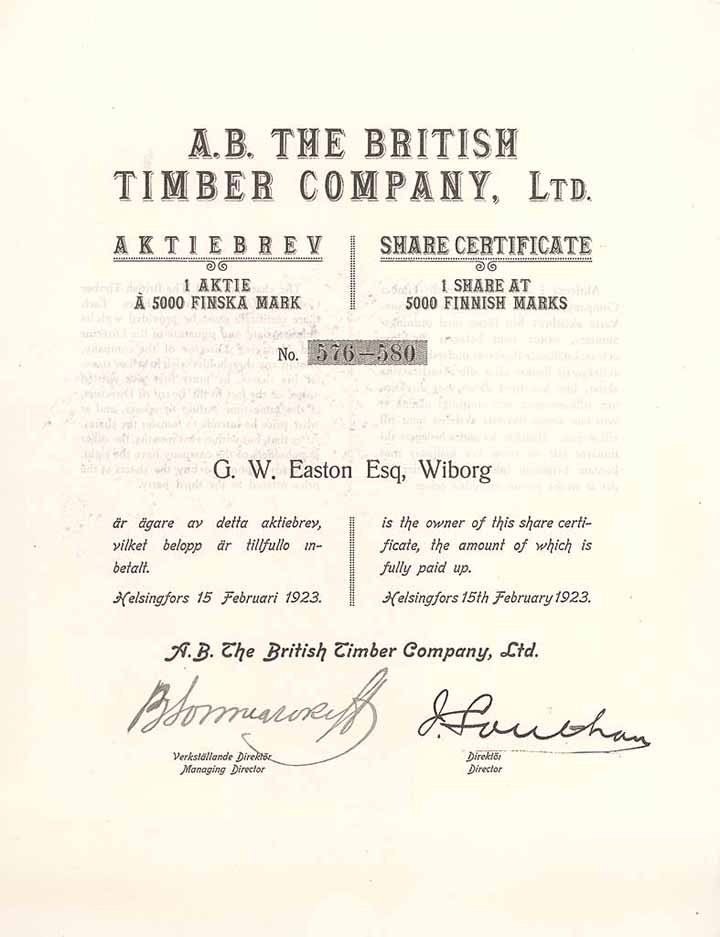 A.B. THE BRITISH
TIMBER COMPANY, LTD.
AKTIEBREV
1 AKTIE
Á 5000 FINSKA MARK
SHARE CERTIFICATE
1 SHARE AT
5000 FINNISH MARKS
No. 576-580
G. W. Easton Esq, Wiborg
är ägare av detta aktiebrev,
vilket belopp är tillfullo in-
betalt.
Helsingfors 15 Februari 1923.
is the owner of this share certi-
ficate, the amount of which is
fully paid up.
Helsingfors 15th February 1923.
A.B. The British Timber Company, Ltd.
Verkställande Direktör
Managing Director
Direktör
Director